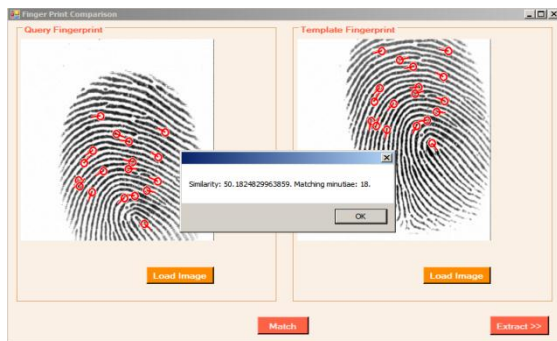 Finger Print Comparison
Query Fingerprint
Template Fingerprint
Similarity: 50.1824829963859. Matching minutiae: 18.
OK
Load Image
Load Image
Match
Extract >>